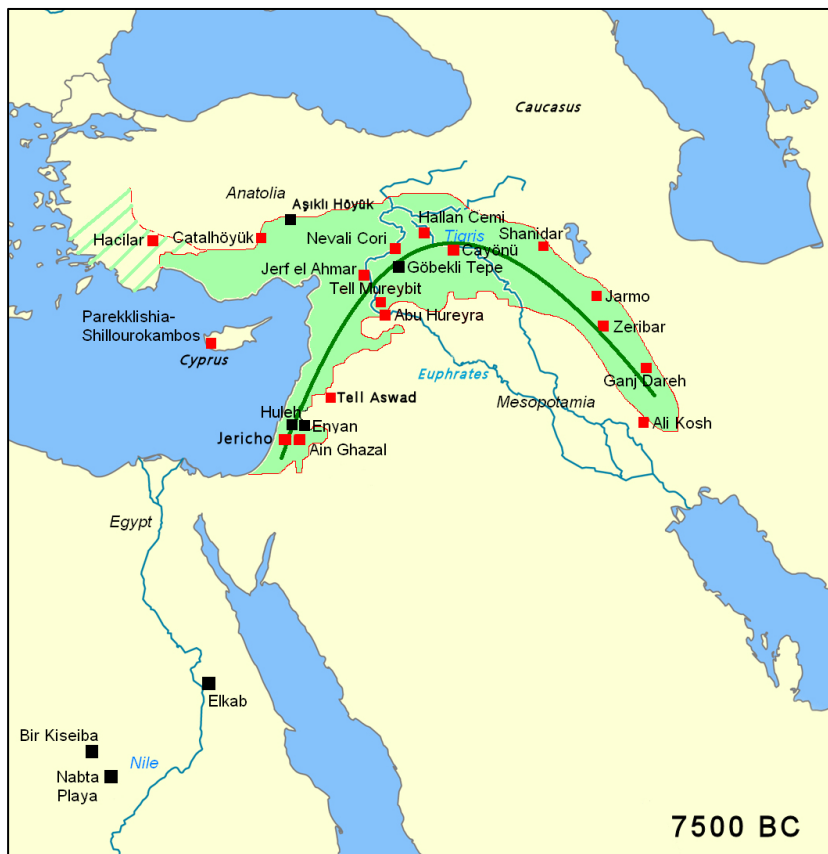 Caucasus
Anatolia
Aşıklı Höyük
Hallan Cemi
Hacilar
Catalhöyük
Nevali Cori
Tigris
Shanidar
Cayönü
Jerf el Ahmar
Göbekli Tepe
Tell Mureybit
Jarmo
Parekklishia-
Shillourokambos
Abu Hureyra
Zeribar
Cyprus
Euphrates
Ganj Dareh
Tell Aswad
Mesopotamia
Huleh
Enyan
Ali Kosh
Jericho
Ain Ghazal
Egypt
Elkab
Bir Kiseiba
Nile
Nabta
Playa
7500 BC